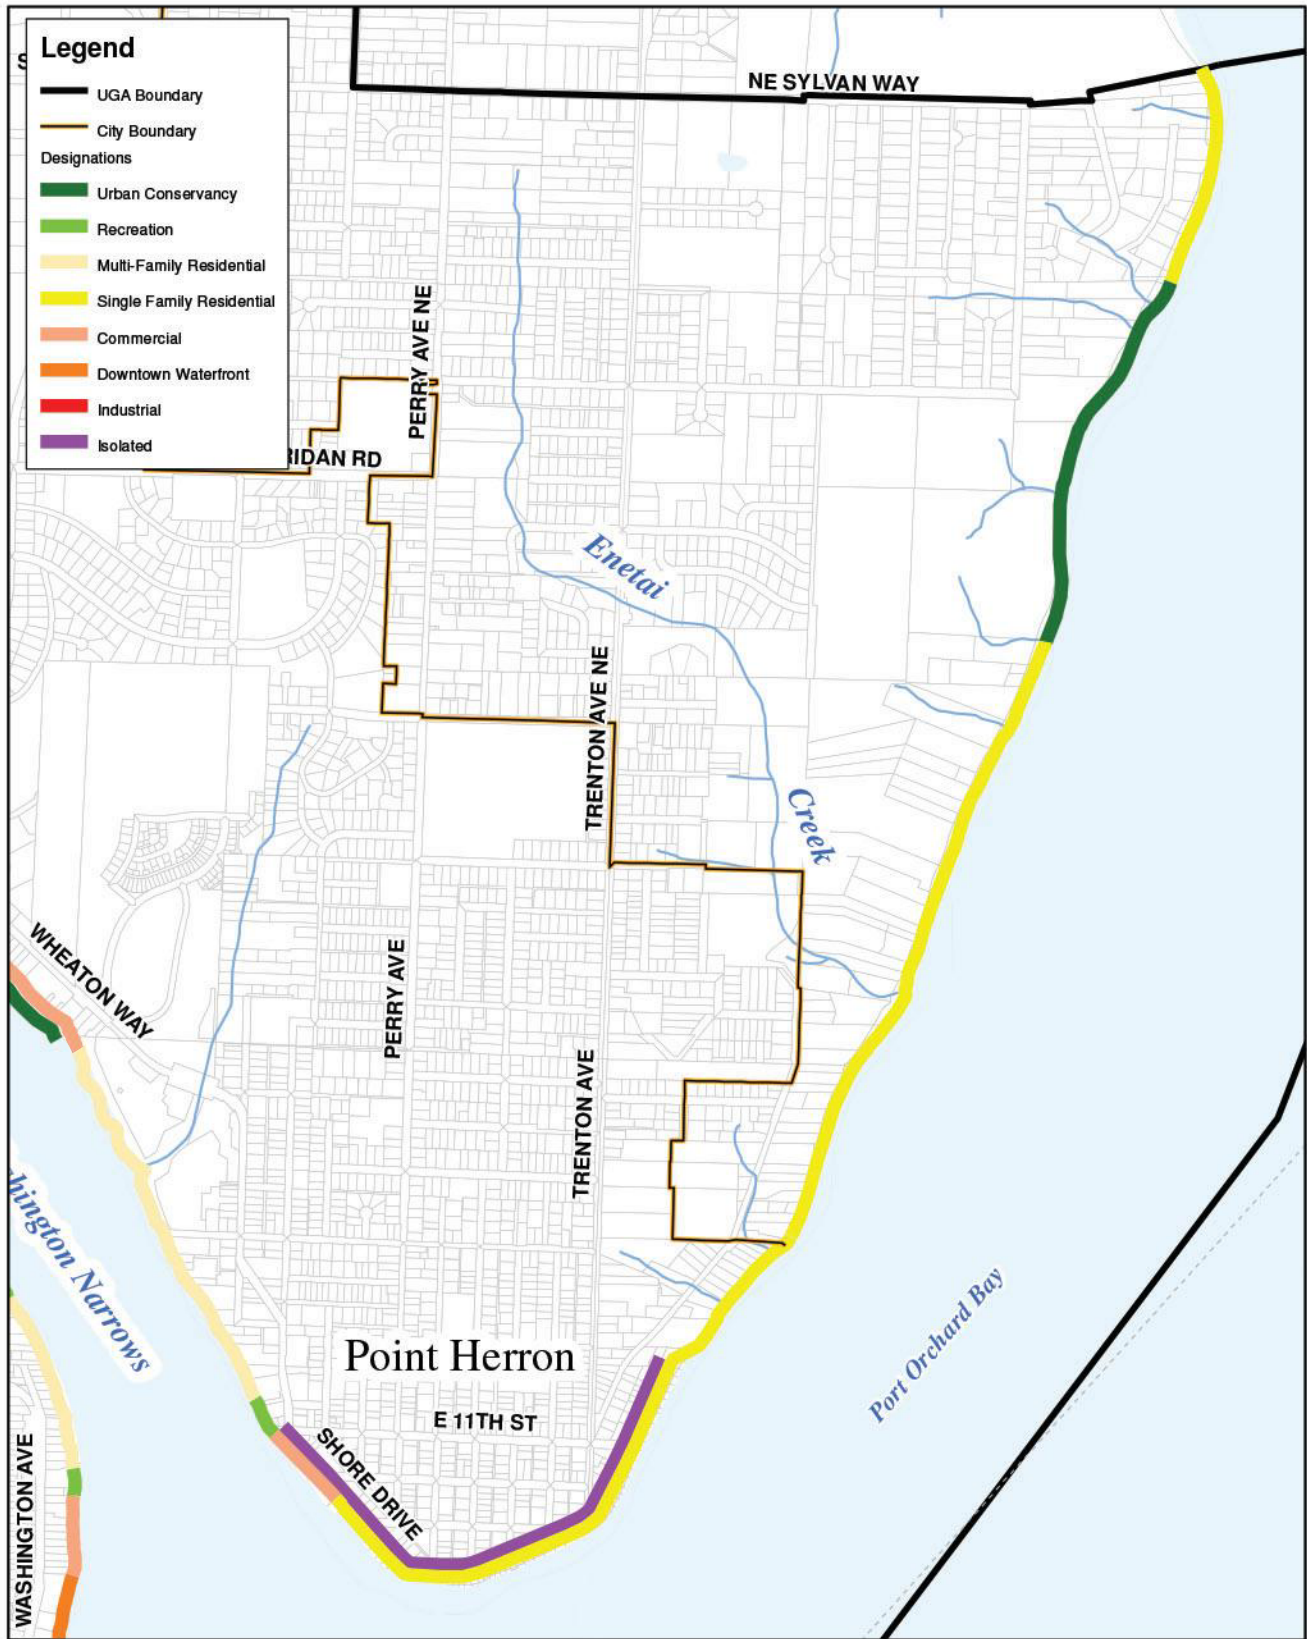 Legend
UGA Boundary
City Boundary
Designations
Urban Conservancy
Recreation
Multi-Family Residential
Single Family Residential
Commercial
Downtown Waterfront
Industrial
Isolated
S
NE SYLVAN WAY
PERRY AVE NE
RIDAN RD
Enetai
TRENTON AVE NE
Creek
WHEATON WAY
PERRY AVE
TRENTON AVE
hington Narrows
Point Herron
Port Orchard Bay
E 11TH ST
SHORE DRIVE
WASHINGTON AVE